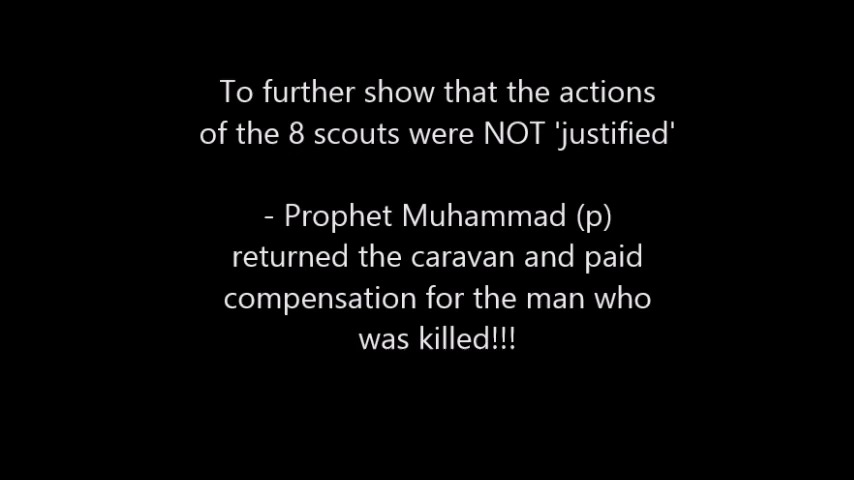 To further show that the actions
of the 8 scouts were NOT 'justified'
- Prophet Muhammad (p)
returned the caravan and paid
compensation for the man who
was killed!!!